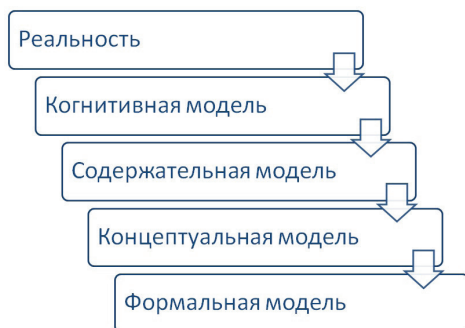 Реальность
Когнитивная модель
Содержательная модель
Концептуальная модель
Формальная модель